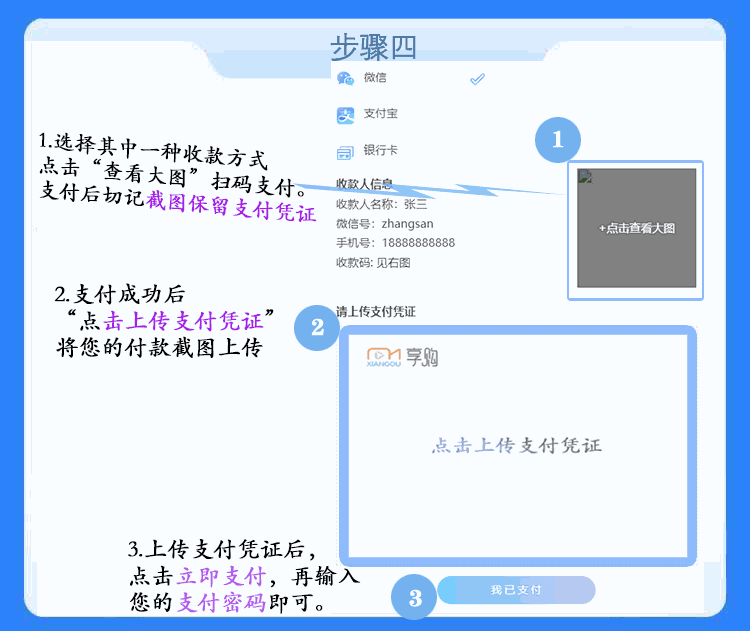 步骤四
微信
支付宝
银行卡
1
1.选择其中一种收款方式
点击“查看大图”扫码支付。
支付后切记截图保留支付凭证
收款人信息
收款人名称：张三
微信号：zhangsan
手机号：18888888888
收款码: 见右图
+点击查看大图
2.支付成功后
“点击上传支付凭证”
将您的付款截图上传
2
请上传支付凭证
XIANGOU 享购
点击上传支付凭证
3.上传支付凭证后，
点击立即支付，再输入
您的支付密码即可。
3
我已支付